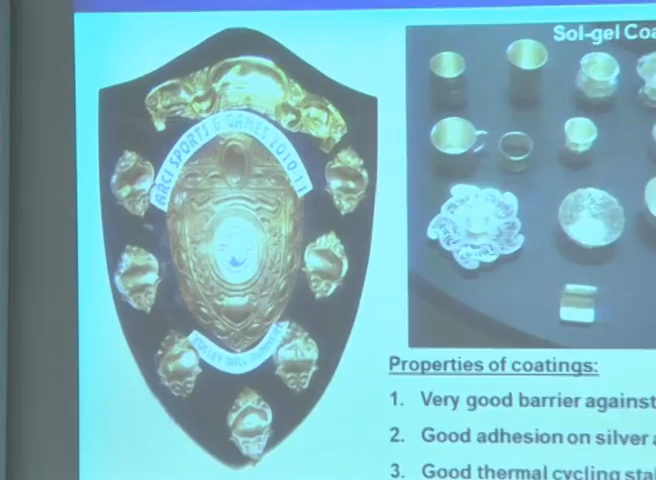 Sol-gel Coa
ARCI SPORTS & GAMES 2010-11
VOLLEY BALL-RUNNERS
Properties of coatings:
1. Very good barrier against
2. Good adhesion on silver a
3. Good thermal cycling stab